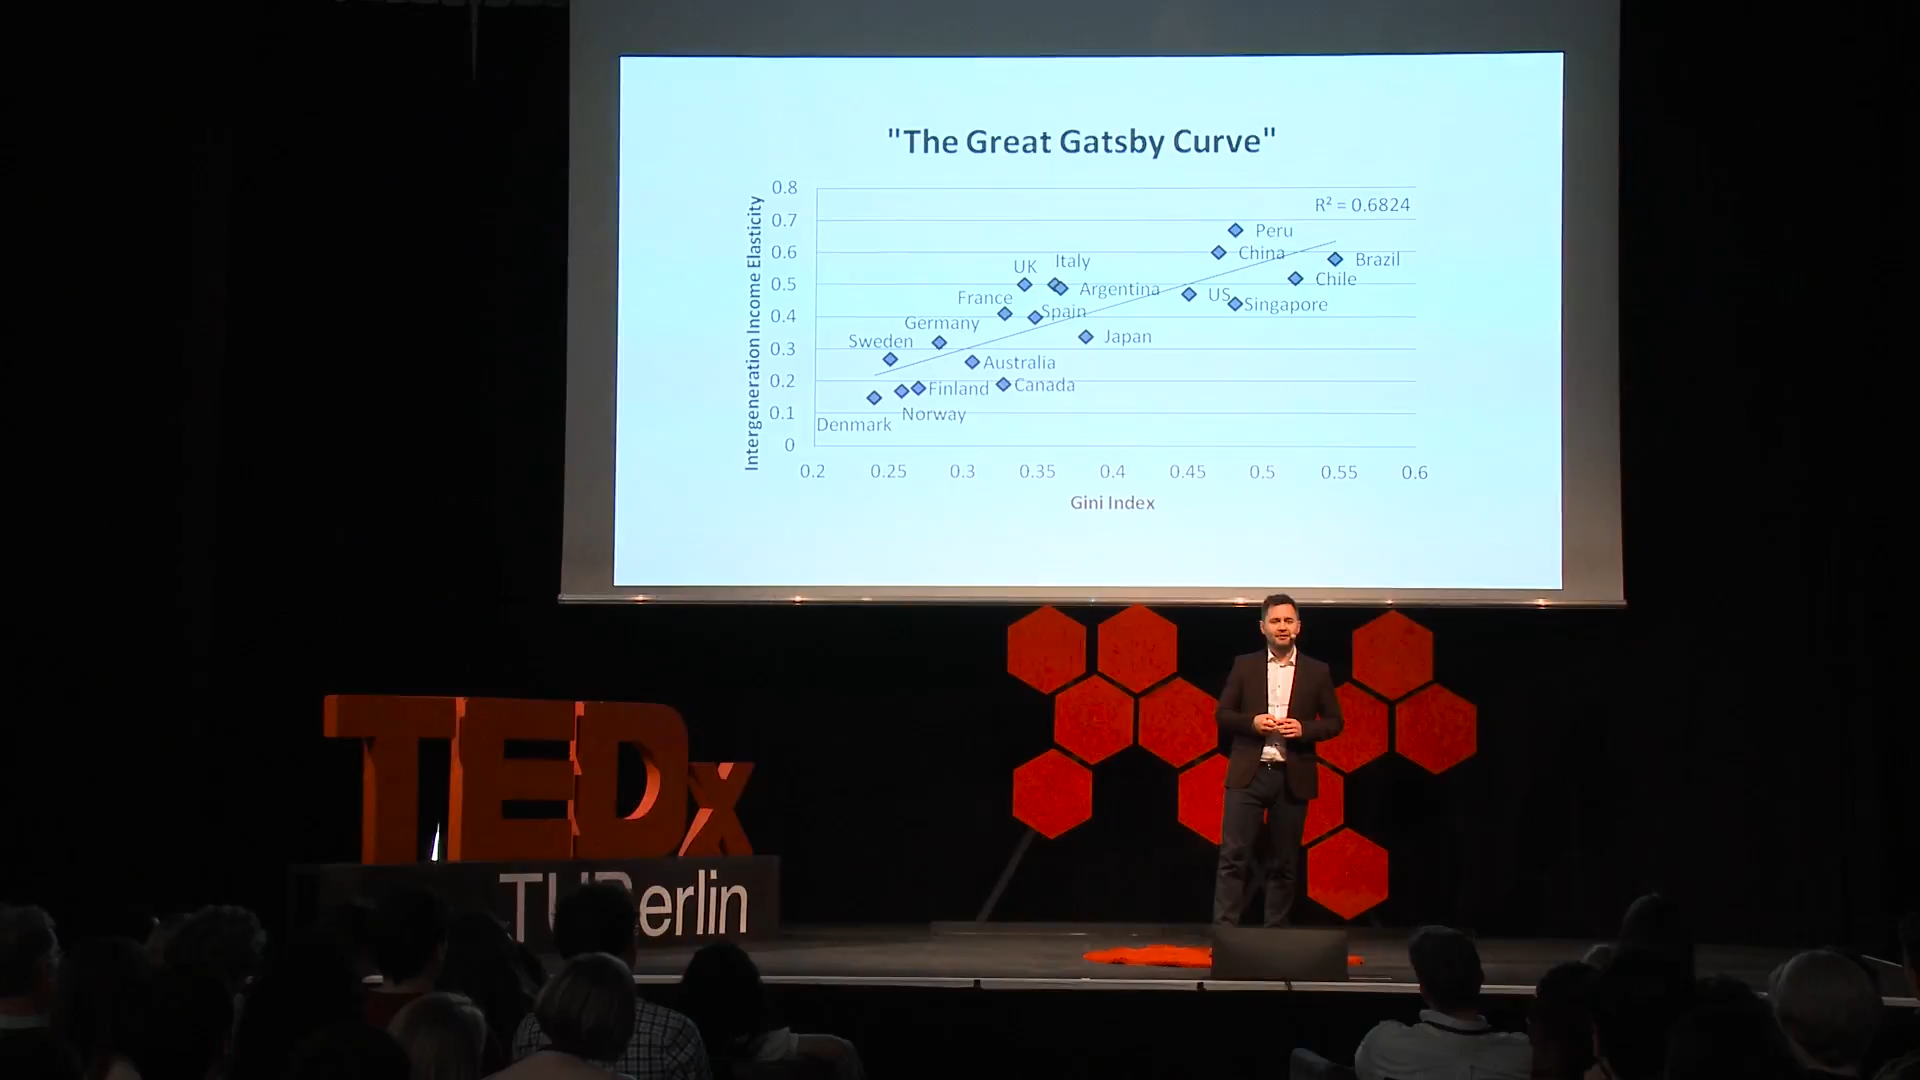 "The Great Gatsby Curve"
Intergeneration Income Elasticity
0.8
0.7
0.6
0.5
0.4
0.3
0.2
0.1
0
R² = 0.6824
Peru
China
Brazil
UK
Italy
Chile
France
Argentina
US
Singapore
Spain
Germany
Japan
Sweden
Australia
Finland
Canada
Norway
Denmark
0.2 0.25 0.3 0.35 0.4 0.45 0.5 0.55 0.6
Gini Index
TEDx
TUBerlin